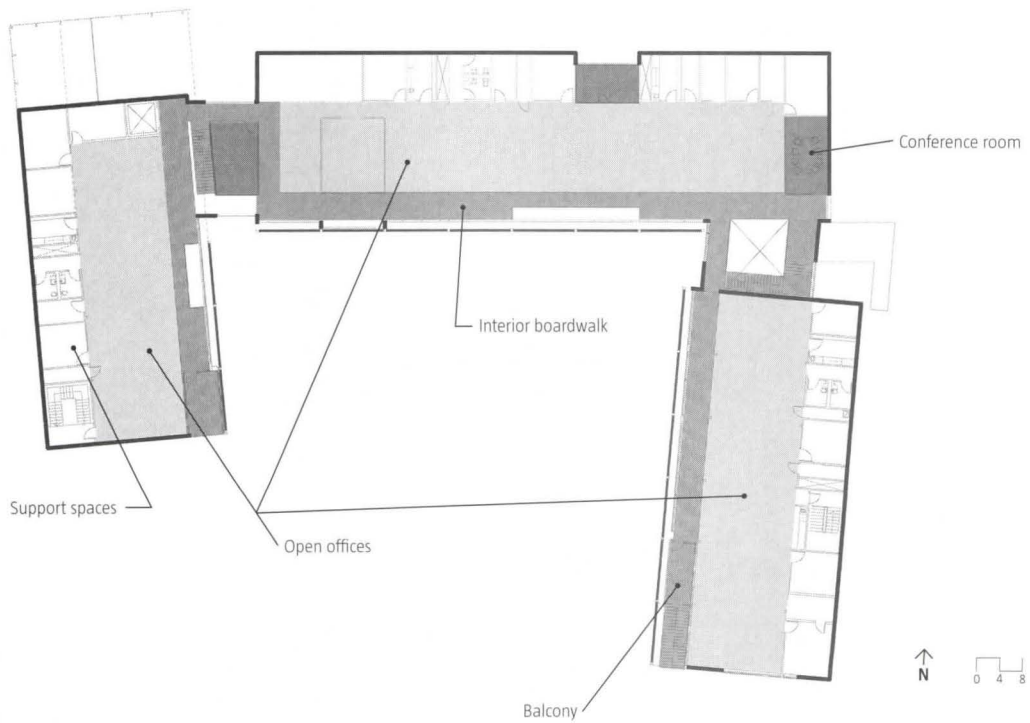 Conference room
Interior boardwalk
Support spaces
Open offices
Balcony
N
0 4 8